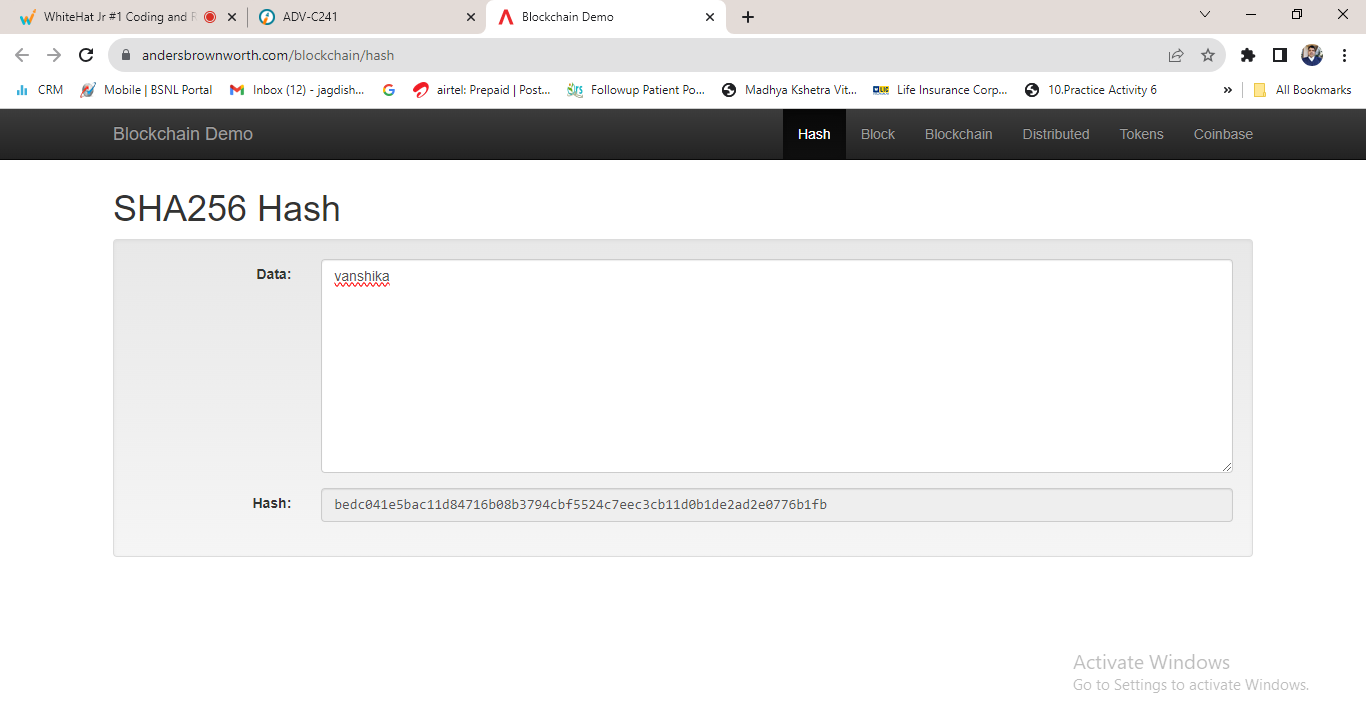 WhiteHat Jr #1 Coding and ADV-C241 Blockchain Demo
andersbrownworth.com/blockchain/hash
CRM Mobile | BSNL Portal Inbox (12) - jagdish... airtel: Prepaid | Post... Followup Patient Po... Madhya Kshetra Vit... Life Insurance Corp... 10.Practice Activity 6 » All Bookmarks
Blockchain Demo Hash Block Blockchain Distributed Tokens Coinbase
SHA256 Hash
Data: vanshika
Hash: bedc041e5bac11d84716b08b3794cbf5524c7eec3cb11d0b1de2ad2e0776b1fb
Activate Windows
Go to Settings to activate Windows.